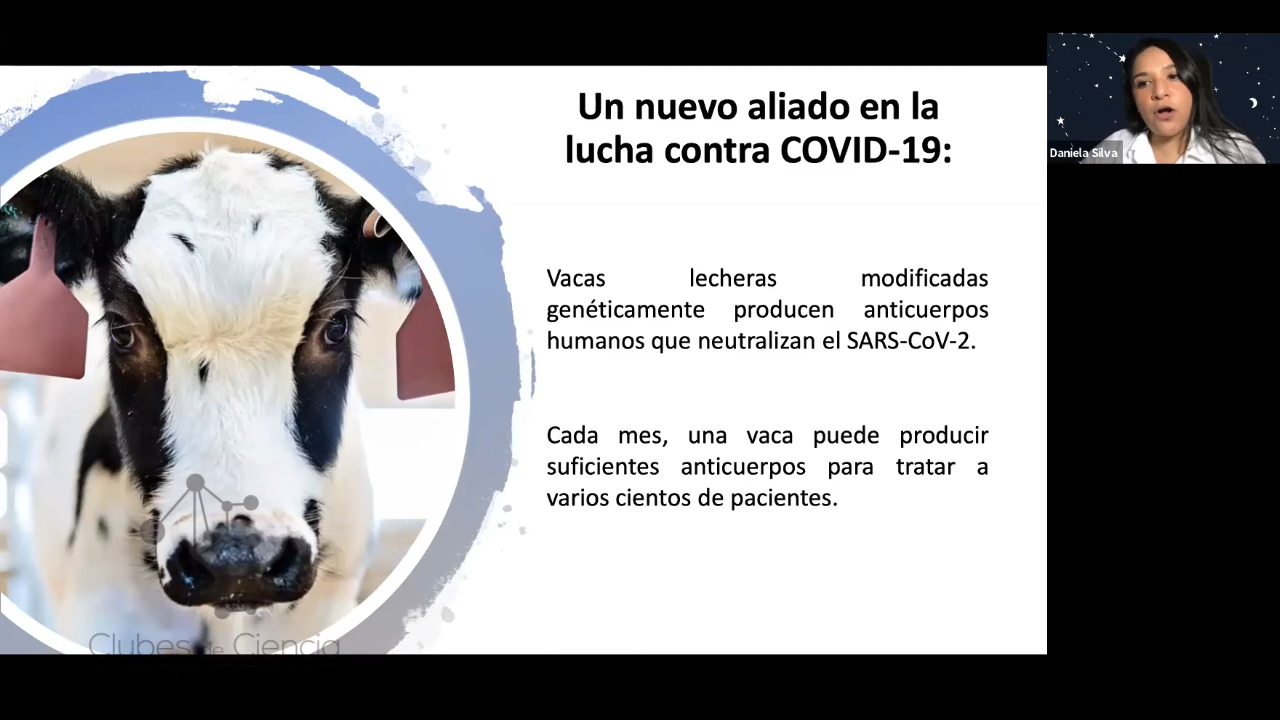 Un nuevo aliado en la
lucha contra COVID-19:
Vacas lecheras modificadas
genéticamente producen anticuerpos
humanos que neutralizan el SARS-CoV-2.
Cada mes, una vaca puede producir
suficientes anticuerpos para tratar a
varios cientos de pacientes.
Clubes de Ciencia
Daniela Silva